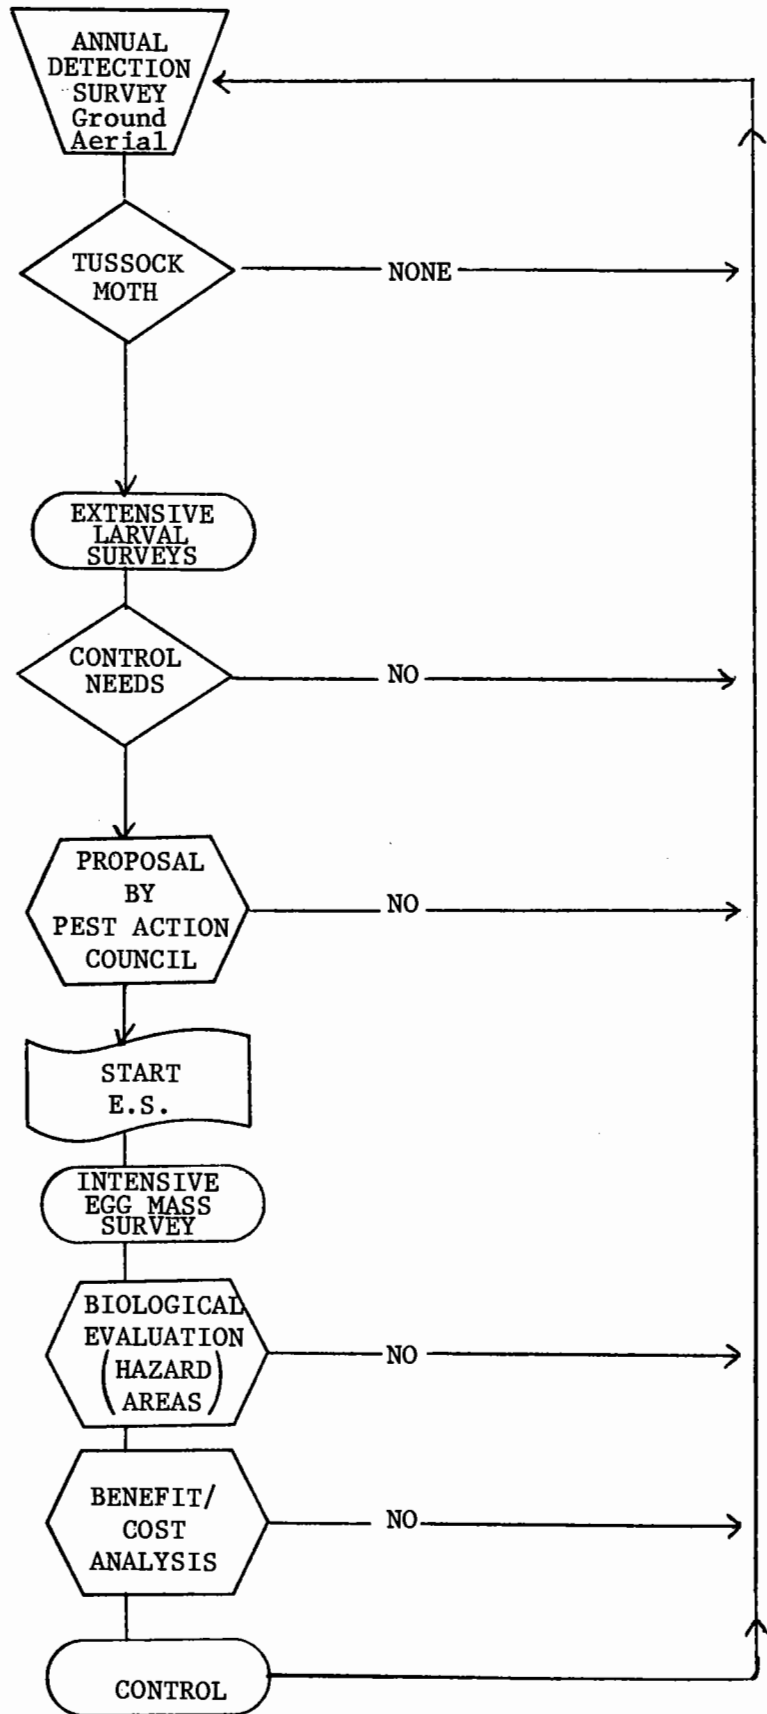 ANNUAL
DETECTION
SURVEY
Ground
Aerial
TUSSOCK
MOTH
NONE
EXTENSIVE
LARVAL
SURVEYS
CONTROL
NEEDS
NO
PROPOSAL
BY
PEST ACTION
COUNCIL
NO
START
E.S.
INTENSIVE
EGG MASS
SURVEY
BIOLOGICAL
EVALUATION
(HAZARD
AREAS)
NO
BENEFIT/
COST
ANALYSIS
NO
CONTROL